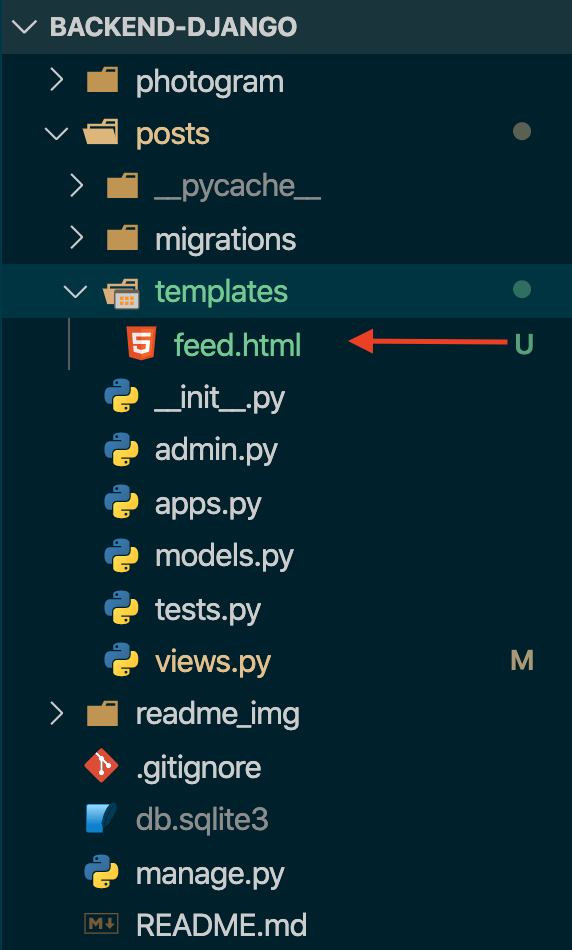 BACKEND-DJANGO
photogram
posts
__pycache__
migrations
templates
feed.html U
__init__.py
admin.py
apps.py
models.py
tests.py
views.py M
readme_img
.gitignore
db.sqlite3
manage.py
M↓ README.md